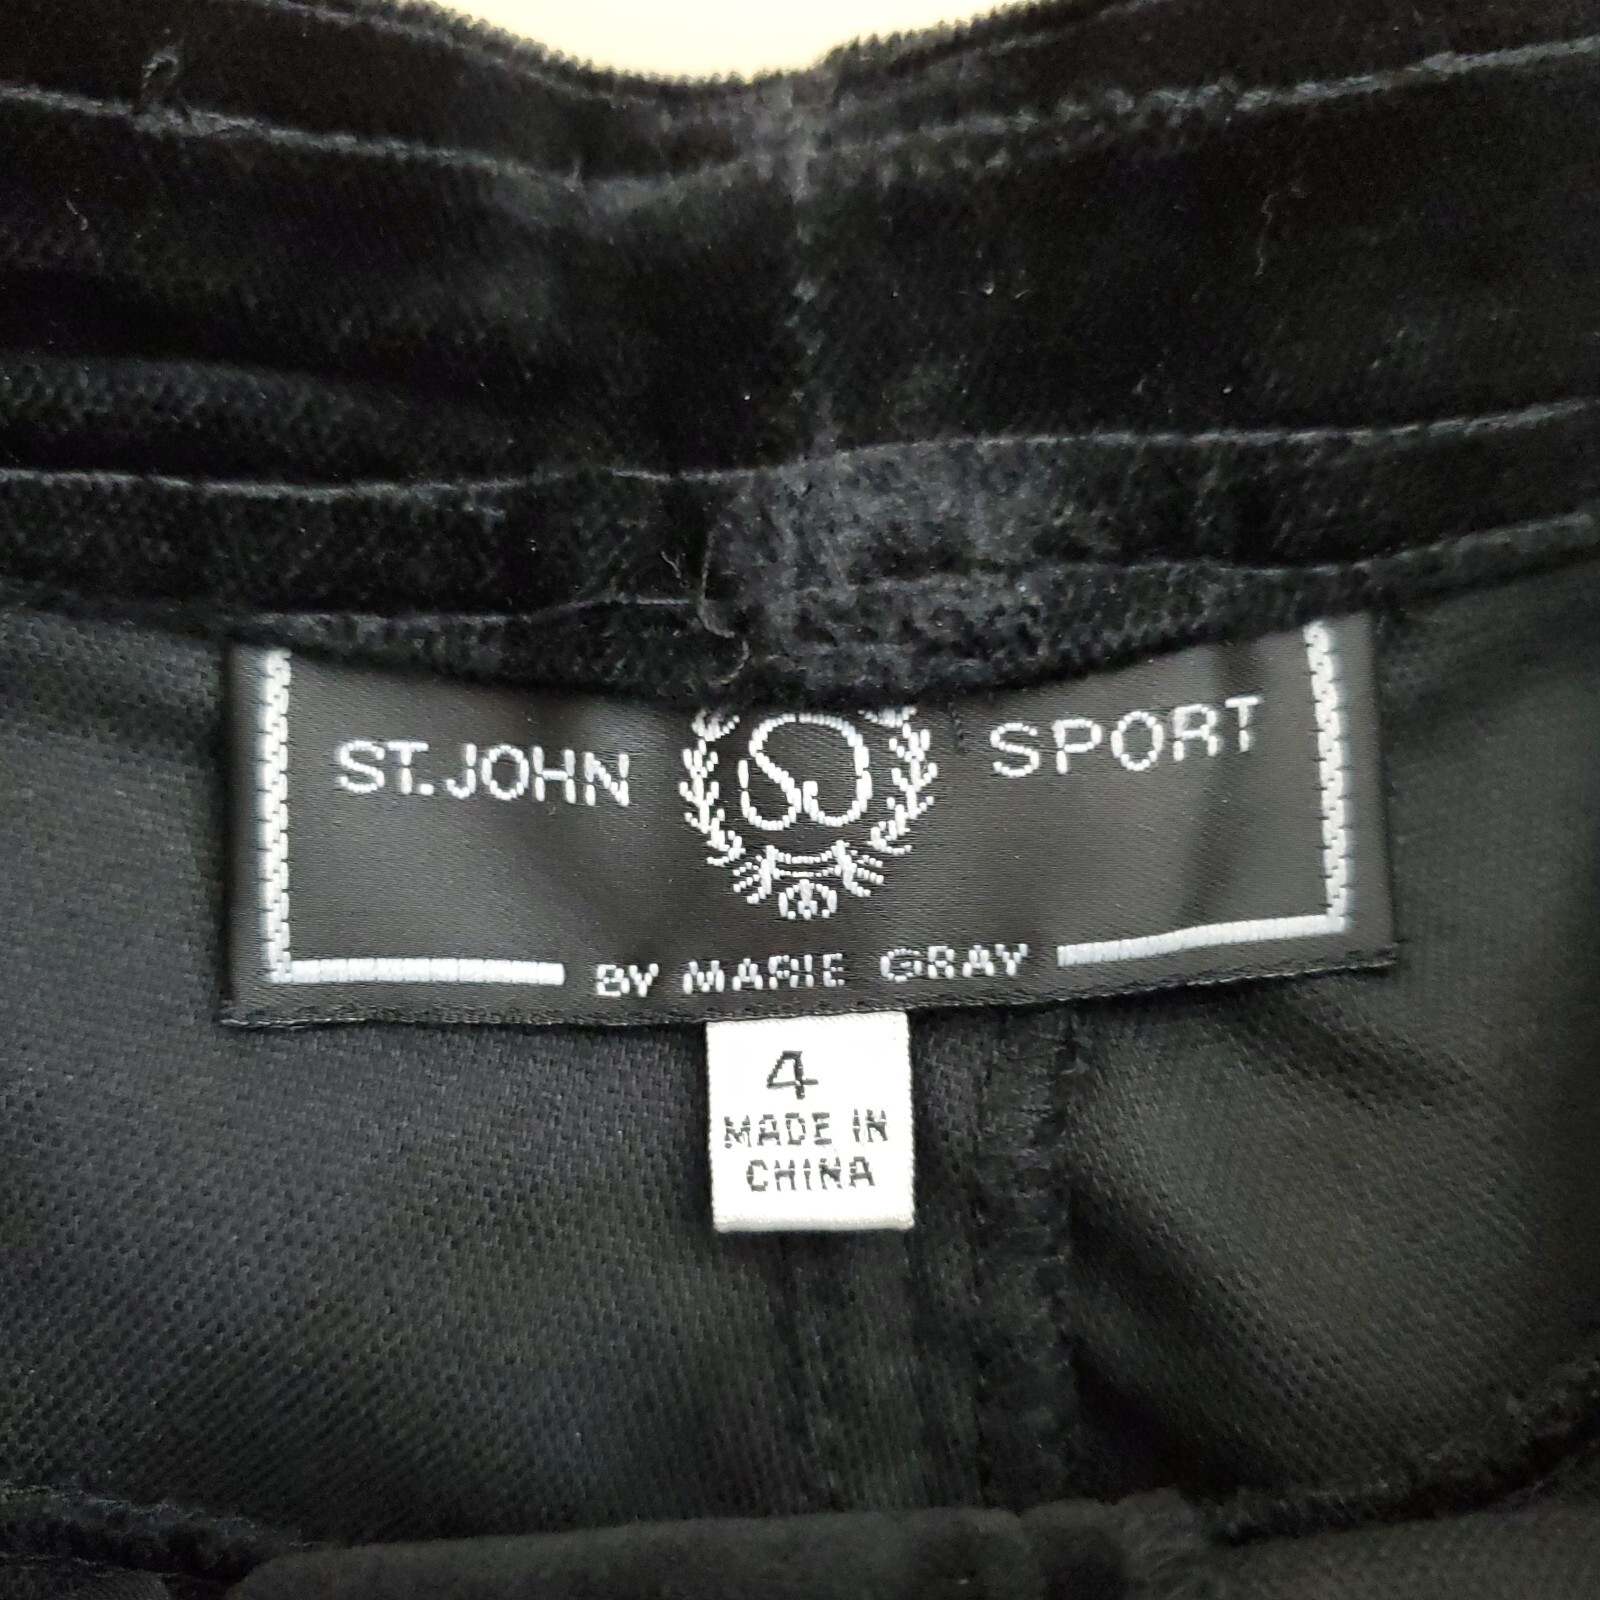 ST. JOHN SJ SPORT
BY MARIE GRAY
4
MADE IN
CHINA